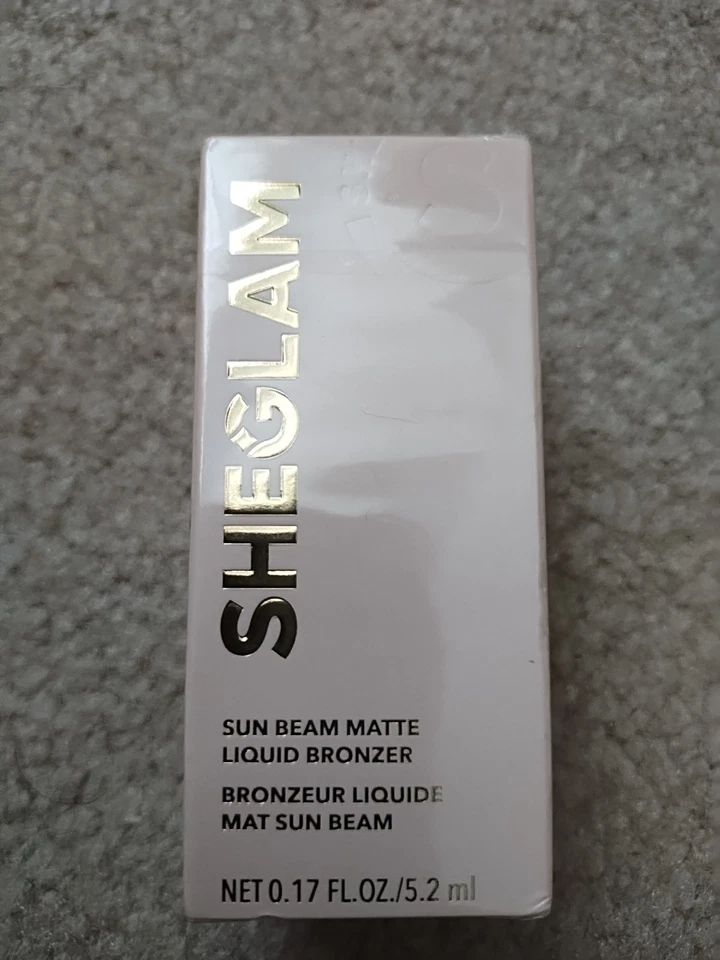 SHEGLAM
SUN BEAM MATTE
LIQUID BRONZER
BRONZEUR LIQUIDE
MAT SUN BEAM
NET 0.17 FL.OZ./5.2 ml